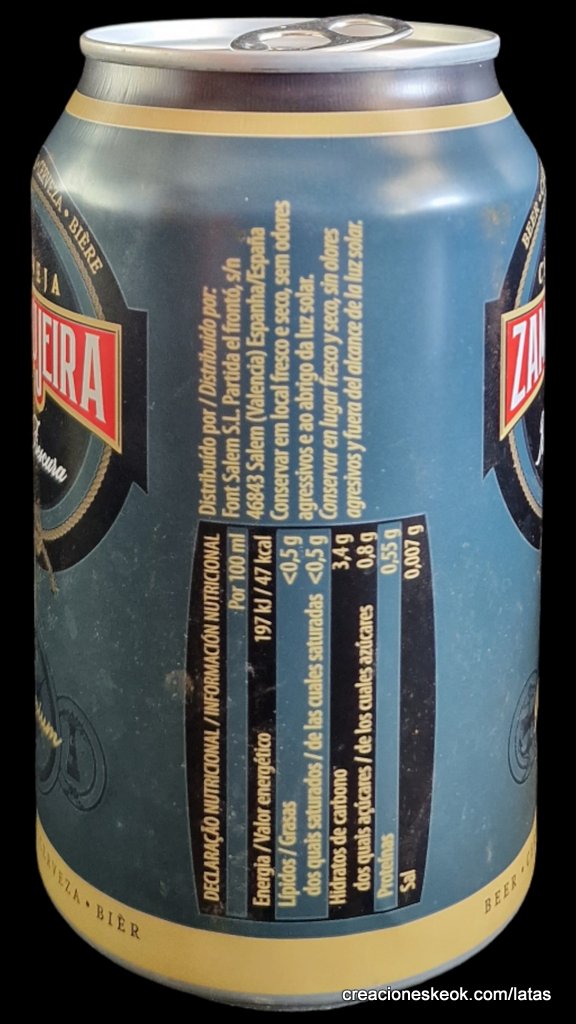 CERVEZA • BIÈRE
JEIRA
Distribuído por / Distribuido por:
Font Salem S.L. Partida el frontó, s/n
46843 Salem (Valencia) Espanha/España
Conservar em local fresco e seco, sem odores
agressivos e ao abrigo da luz solar.
Conservar en lugar fresco y seco, sin olores
agresivos y fuera del alcance de la luz solar.
DECLARAÇÃO NUTRICIONAL / INFORMACIÓN NUTRICIONAL
Por 100 ml
Energia / Valor energético 197 kJ / 47 kcal
Lípidos / Grasas <0,5 g
dos quais saturados / de las cuales saturadas <0,5 g
Hidratos de carbono 3,4 g
dos quais açúcares / de los cuales azúcares 0,8 g
Proteínas 0,55 g
Sal 0,007 g
BEER
ZAM
CERVEZA • BIÈR
BEER
creacioneskeok.com/latas